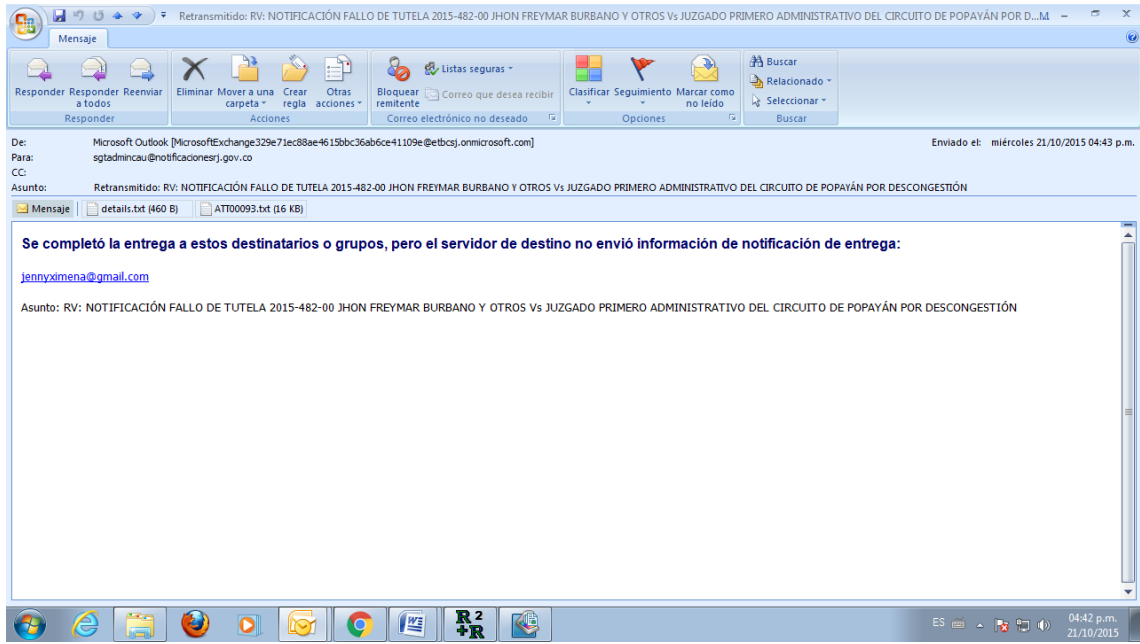 Retransmitido: RV: NOTIFICACIÓN FALLO DE TUTELA 2015-482-00 JHON FREYMAR BURBANO Y OTROS Vs JUZGADO PRIMERO ADMINISTRATIVO DEL CIRCUITO DE POPAYÁN POR D...M
Mensaje
Responder Responder a todos Reenviar
Eliminar Mover a una carpeta Crear regla Otras acciones
Bloquear remitente Listas seguras Correo que desea recibir
Clasificar Seguimiento Marcar como no leído
Buscar
Relacionado
Seleccionar
Responder Acciones Correo electrónico no deseado Opciones Buscar
De: Microsoft Outlook [MicrosoftExchange329e71ec88ae4615bbc36ab6ce41109e@etbcsj.onmicrosoft.com] Enviado el: miércoles 21/10/2015 04:43 p.m.
Para: sgtadmincau@notificacionesrj.gov.co
CC:
Asunto: Retransmitido: RV: NOTIFICACIÓN FALLO DE TUTELA 2015-482-00 JHON FREYMAR BURBANO Y OTROS Vs JUZGADO PRIMERO ADMINISTRATIVO DEL CIRCUITO DE POPAYÁN POR DESCONGESTIÓN
Mensaje details.txt (460 B) ATT00093.txt (16 KB)
Se completó la entrega a estos destinatarios o grupos, pero el servidor de destino no envió información de notificación de entrega:
jennyximena@gmail.com
Asunto: RV: NOTIFICACIÓN FALLO DE TUTELA 2015-482-00 JHON FREYMAR BURBANO Y OTROS Vs JUZGADO PRIMERO ADMINISTRATIVO DEL CIRCUITO DE POPAYÁN POR DESCONGESTIÓN
R 2
+R
ES
04:42 p.m.
21/10/2015